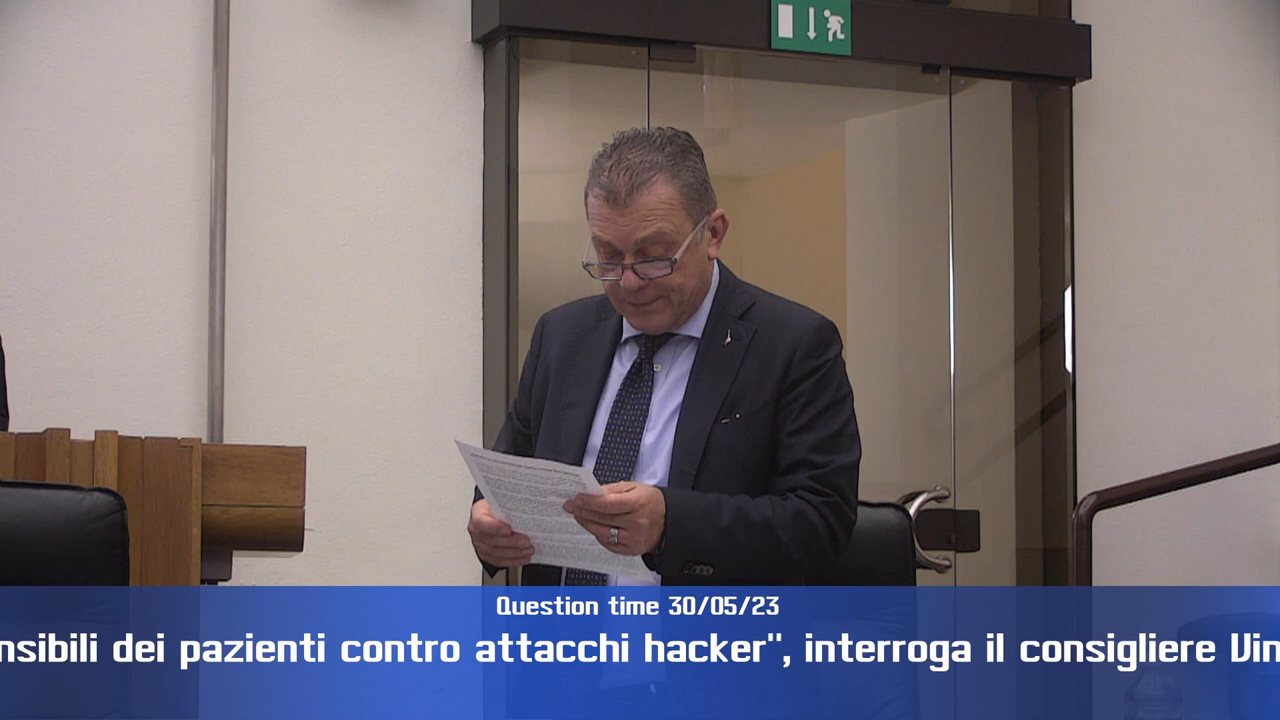 Question time 30/05/23
nsibili dei pazienti contro attacchi hacker", interroga il consigliere Vin